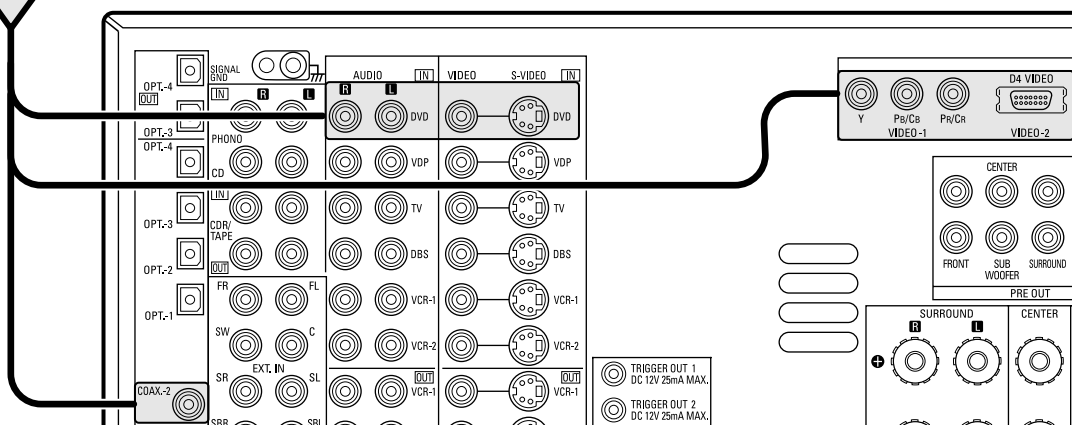 OPT.-4
OUT
OPT.-3
OPT.-4
OPT.-3
OPT.-2
OPT.-1
COAX.-2
SIGNAL
GND
IN
R
L
PHONO
CD
IN
CDR/
TAPE
OUT
FR
FL
SW
C
EXT. IN
SR
SL
SBR
SBL
AUDIO
IN
R
L
DVD
VDP
TV
DBS
VCR-1
VCR-2
OUT
VCR-1
VIDEO
S-VIDEO
IN
DVD
VDP
TV
DBS
VCR-1
VCR-2
OUT
VCR-1
TRIGGER OUT 1
DC 12V 25mA MAX.
TRIGGER OUT 2
DC 12V 25mA MAX.
D4 VIDEO
Y
PB/CB
PR/CR
VIDEO-1
VIDEO-2
CENTER
FRONT
SUB
WOOFER
SURROUND
PRE OUT
SURROUND
CENTER
R
L